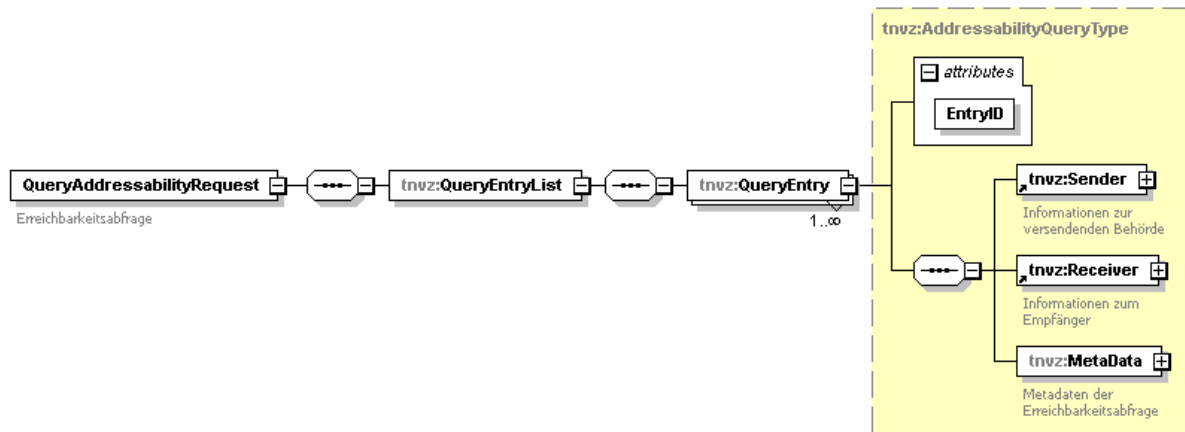 tnvz:AddressabilityQueryType
attributes
EntryID
QueryAddressabilityRequest
Erreichbarkeitsabfrage
tnvz:QueryEntryList
tnvz:QueryEntry
1..∞
tnvz:Sender
Informationen zur
versendenden Behörde
tnvz:Receiver
Informationen zum
Empfänger
tnvz:MetaData
Metadaten der
Erreichbarkeitsabfrage